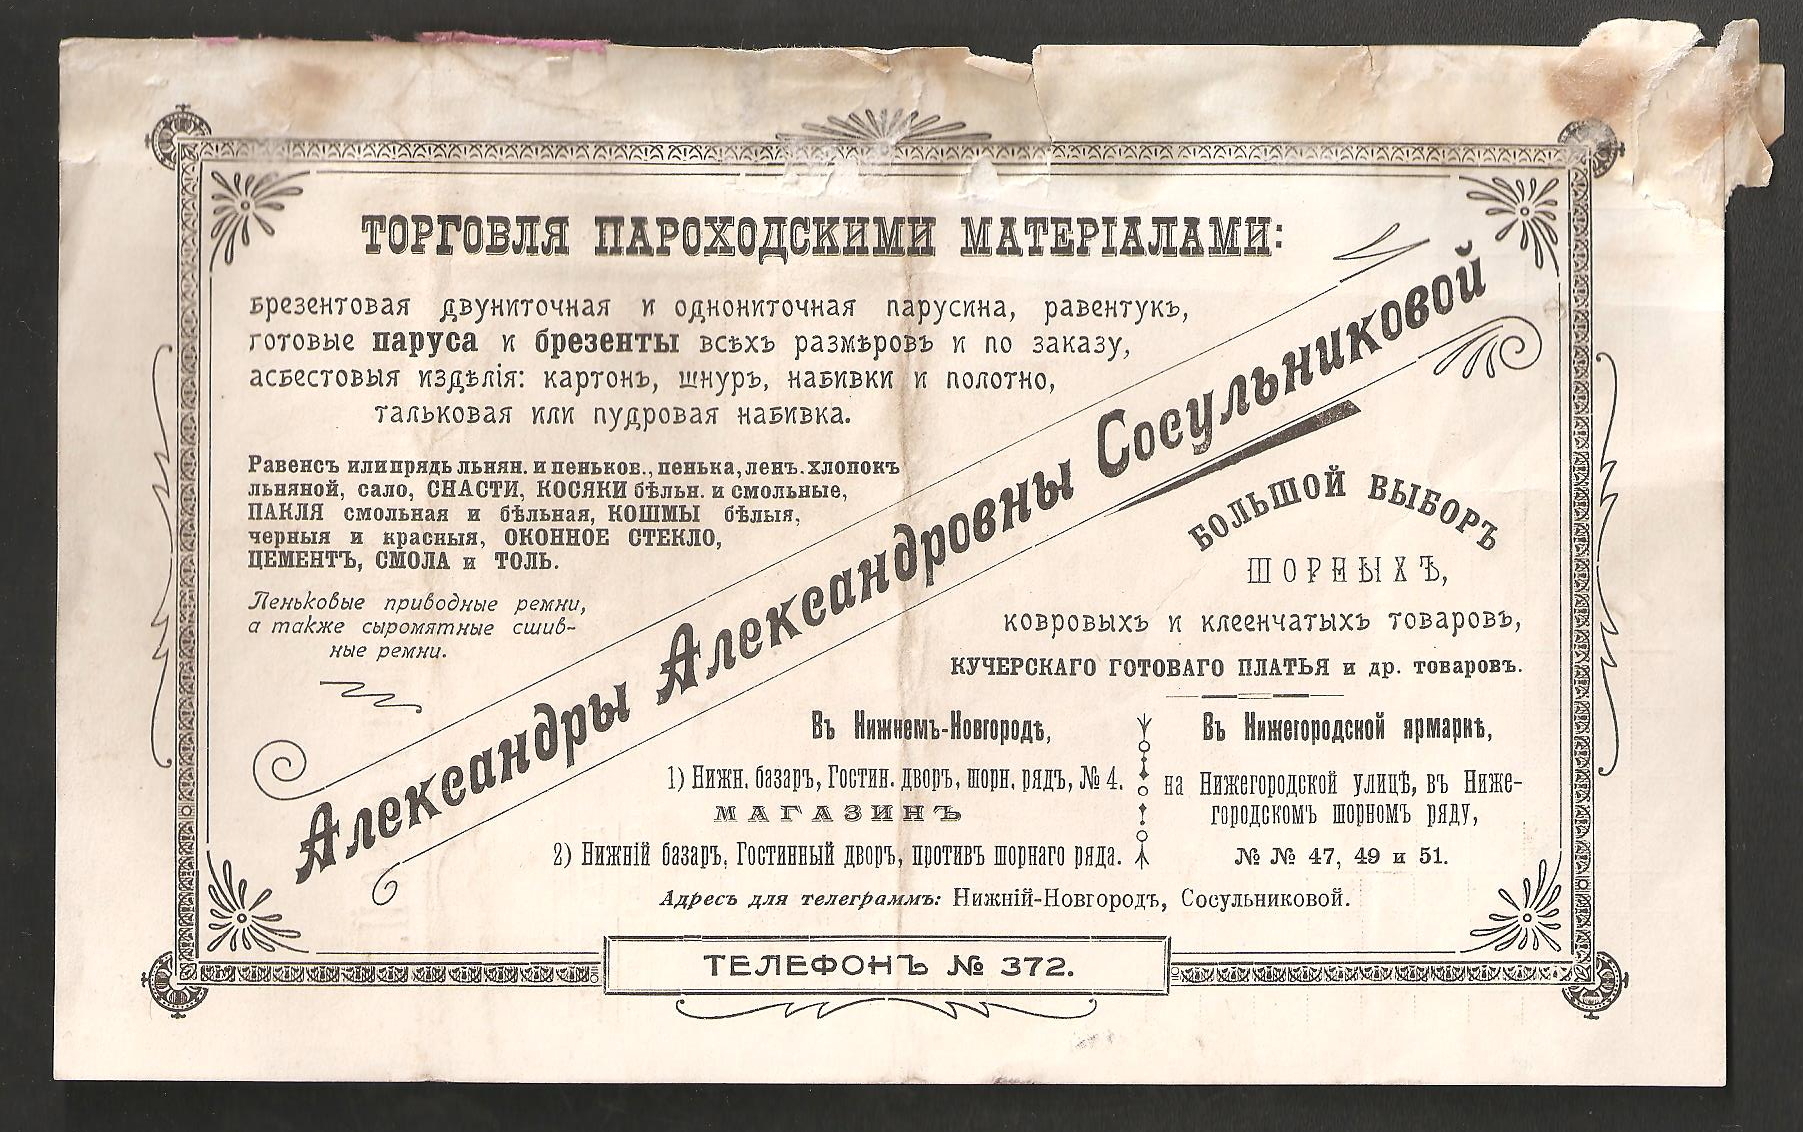 ТОРГОВЛЯ ПАРОХОДСКИМИ МАТЕРІАЛАМИ:
Брезентовая двуниточная и однониточная парусина, равентукъ,
готовые паруса и брезенты всѣхъ размѣровъ и по заказу,
асбестовыя издѣлія: картонъ, шнуръ, набивки и полотно,
тальковая или пудровая набивка.
Равенсъ или прядь льнян. и пеньков., пенька, ленъ. хлопокъ
льняной, сало, СНАСТИ, КОСЯКИ бѣльн. и смольные,
ПАКЛЯ смольная и бѣльная, КОШМЫ бѣлыя,
черныя и красныя, ОКОННОЕ СТЕКЛО,
ЦЕМЕНТЪ, СМОЛА и ТОЛЬ.
Пеньковые приводные ремни,
а также сыромятные сшив-
ные ремни.
Александры Александровны Сосульниковой
БОЛЬШОЙ ВЫБОРЪ
ШОРНЫХЪ,
ковровыхъ и клеенчатыхъ товаровъ,
КУЧЕРСКАГО ГОТОВАГО ПЛАТЬЯ и др. товаровъ.
Въ Нижнемъ-Новгородѣ,
1) Нижн. базаръ, Гостин. дворъ, шорн. рядъ, № 4.
МАГАЗИНЪ
2) Нижній базаръ, Гостинный дворъ, противъ шорнаго ряда.
Въ Нижегородской ярмаркѣ,
на Нижегородской улицѣ, въ Ниже-
городскомъ шорномъ ряду,
№ № 47, 49 и 51.
Адресъ для телеграммъ: Нижній-Новгородъ, Сосульниковой.
ТЕЛЕФОНЪ № 372.